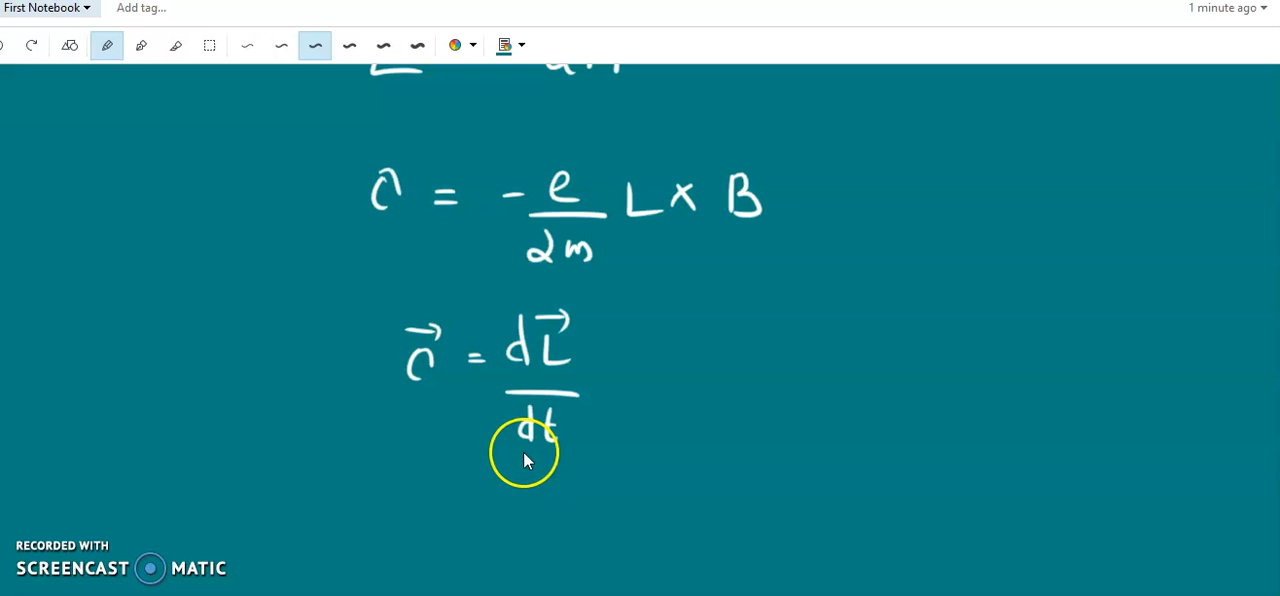 First Notebook Add tag... 1 minute ago
τ⃗ = - e/2m L × B
τ⃗ = dL⃗/dt
RECORDED WITH
SCREENCAST MATIC